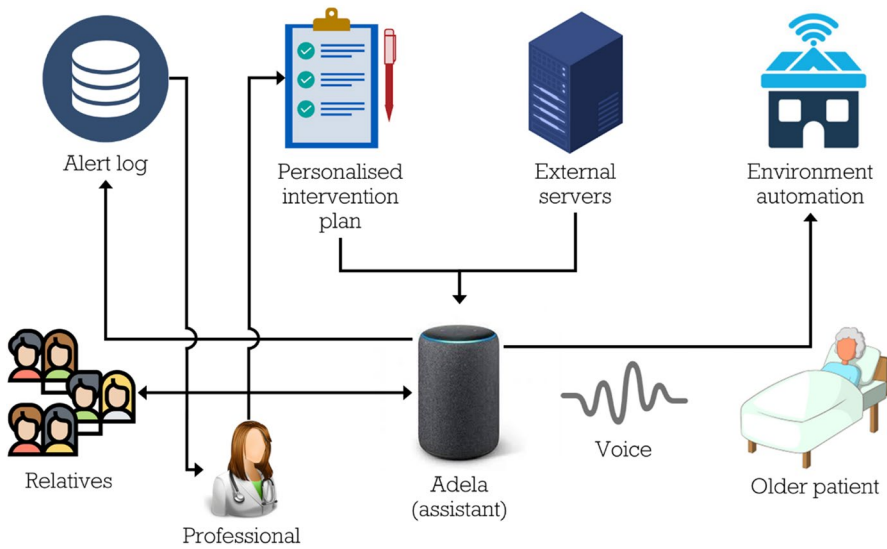 Alert log
Personalised
intervention
plan
External
servers
Environment
automation
Relatives
Professional
Adela
(assistant)
Voice
Older patient